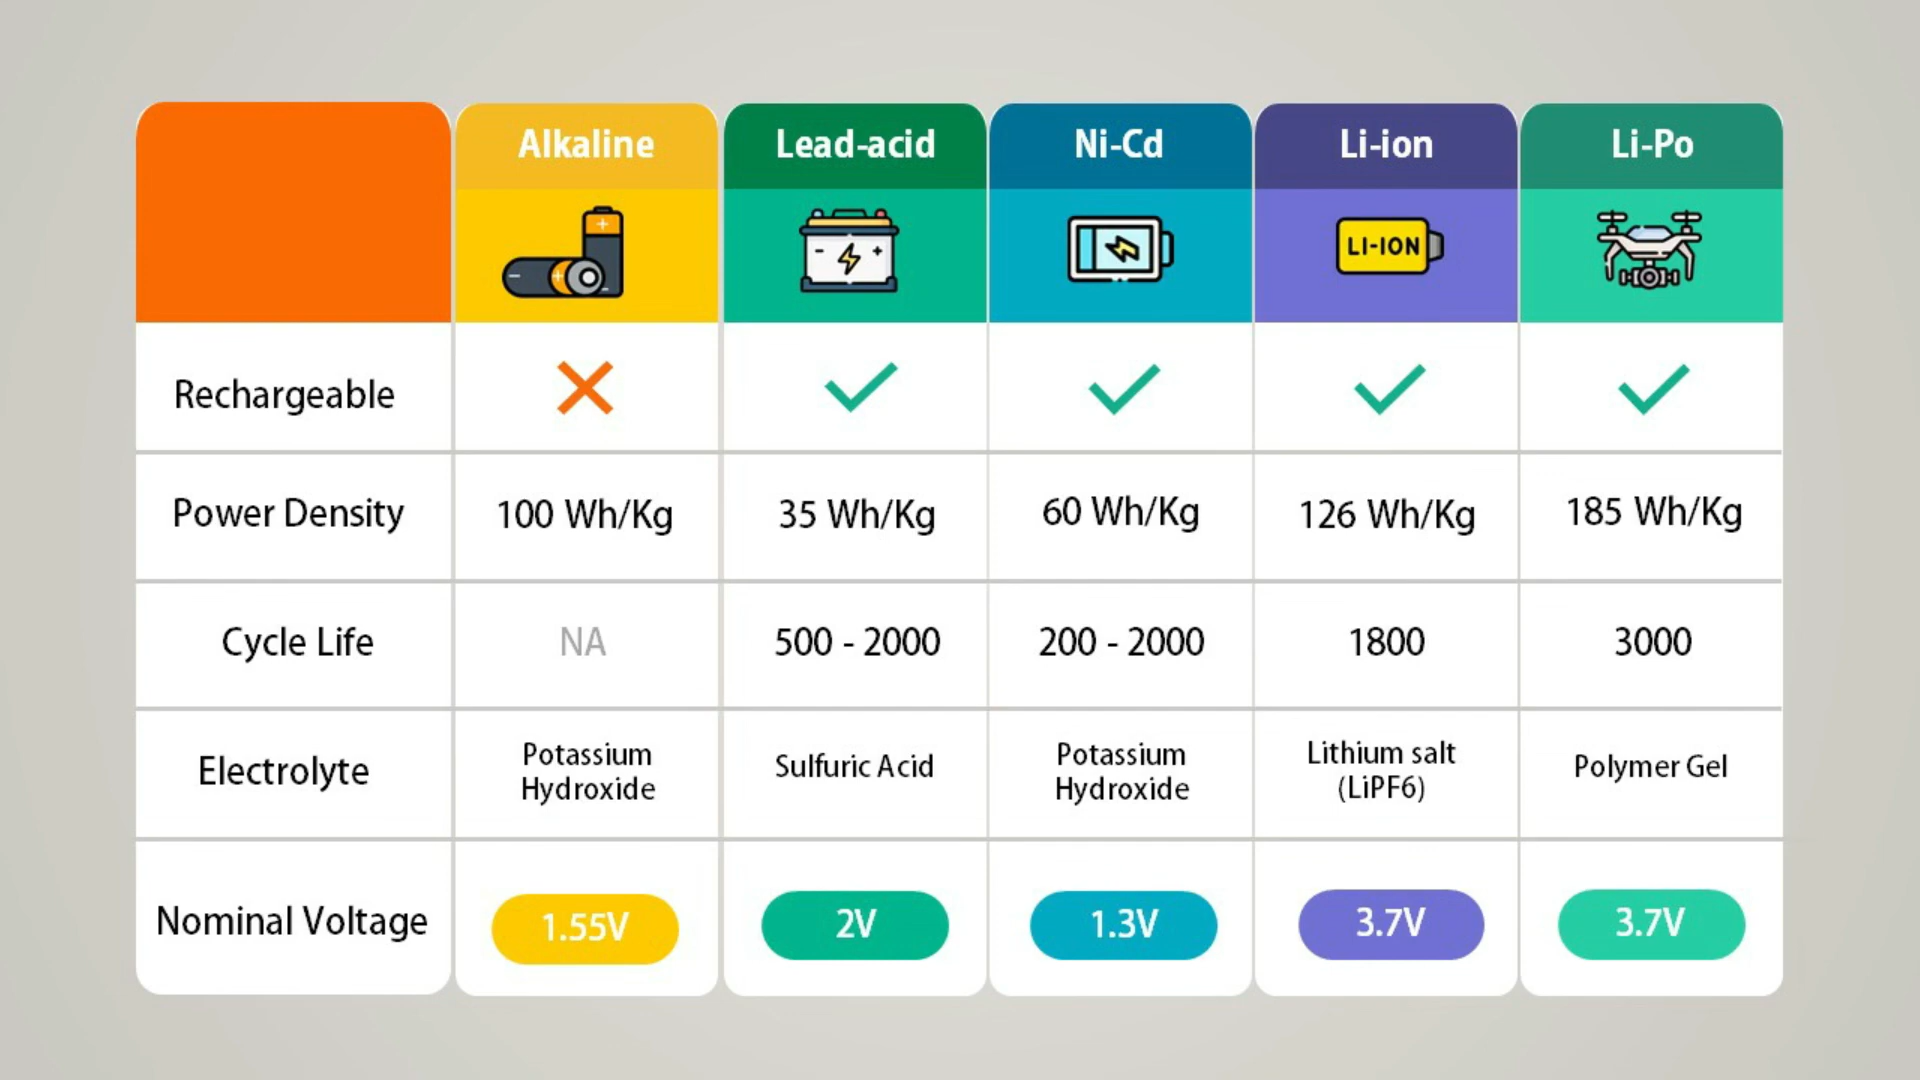 Alkaline
Lead-acid
Ni-Cd
Li-ion
Li-Po
LI-ION
Rechargeable
Power Density
100 Wh/Kg
35 Wh/Kg
60 Wh/Kg
126 Wh/Kg
185 Wh/Kg
Cycle Life
NA
500 - 2000
200 - 2000
1800
3000
Electrolyte
Potassium
Hydroxide
Sulfuric Acid
Potassium
Hydroxide
Lithium salt
(LiPF6)
Polymer Gel
Nominal Voltage
1.55V
2V
1.3V
3.7V
3.7V